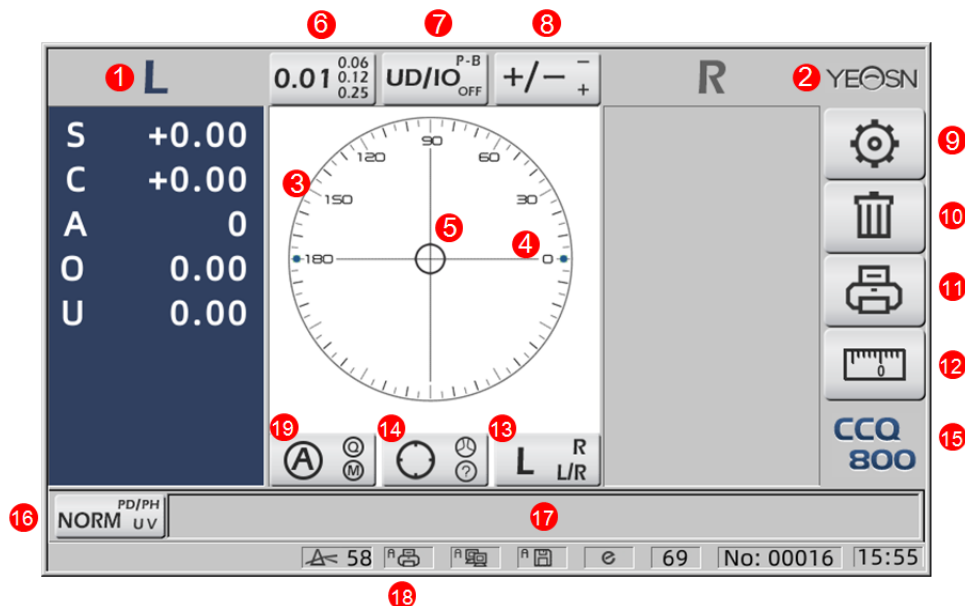 6 7 8
1 L 0.01 0.06 0.12 0.25 UD/IO P-B OFF +/- - + R 2 YEOSN
S +0.00
C +0.00
A 0
O 0.00
U 0.00
90
120 60
3 150 30
5 4
180 0
9
10
11
0 12
19 A Q M 14 ? 13 L R L/R
CCQ 800 15
16 NORM PD/PH UV 17
58 A A A e 69 No: 00016 15:55
18